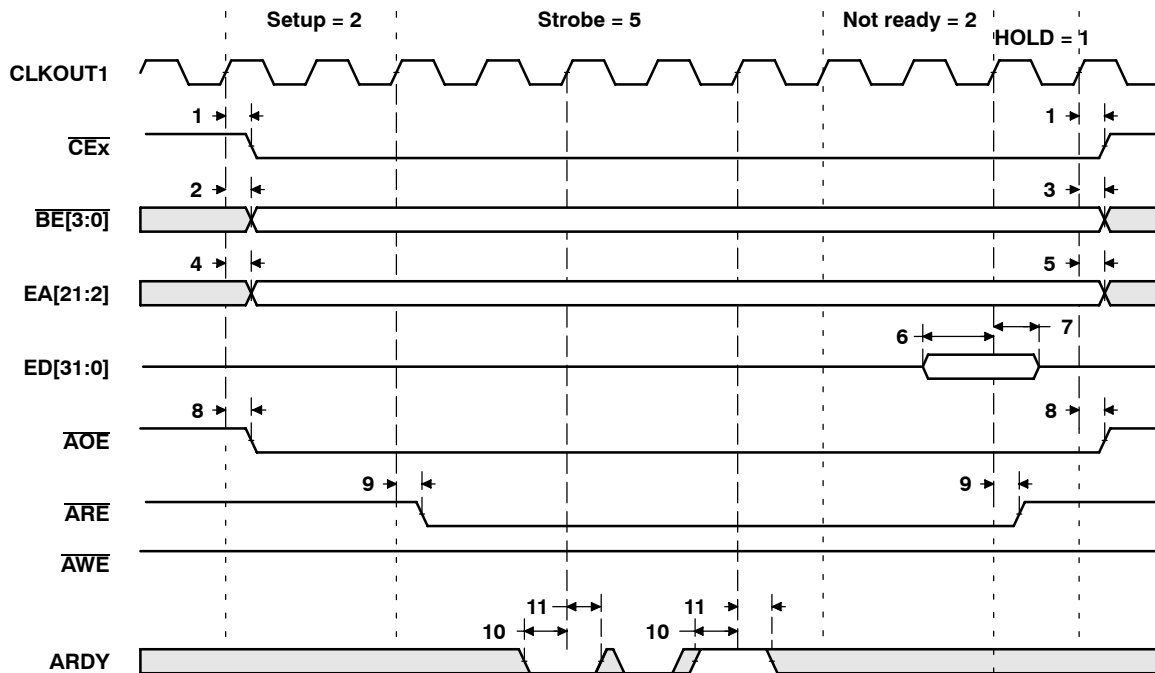 Setup = 2
Strobe = 5
Not ready = 2
HOLD = 1
CLKOUT1
1
1
CEx
2
3
BE[3:0]
4
5
EA[21:2]
6
7
ED[31:0]
8
8
AOE
9
9
ARE
AWE
11
11
10
10
ARDY